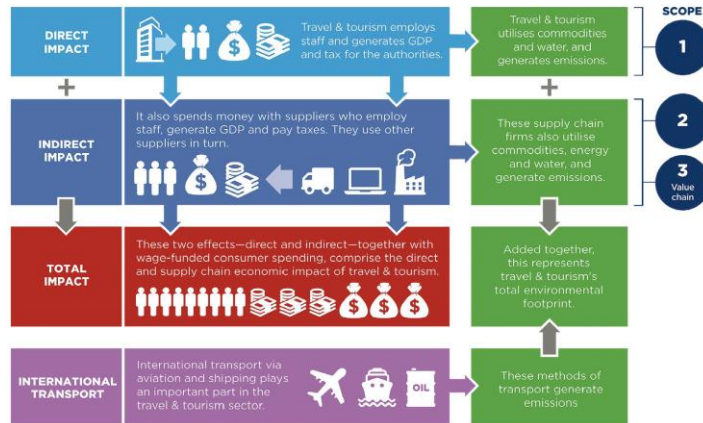 SCOPE
DIRECT
IMPACT
Travel & tourism employs
staff and generates GDP
and tax for the authorities.
$
Travel & tourism
utilises commodities
and water, and
generates emissions.
1
+
+
INDIRECT
IMPACT
It also spends money with suppliers who employ
staff, generate GDP and pay taxes. They use other
suppliers in turn.
$
These supply chain
firms also utilise
commodities, energy
and water, and
generate emissions.
2
3
Value
chain
TOTAL
IMPACT
These two effects—direct and indirect—together with
wage-funded consumer spending, comprise the direct
and supply chain economic impact of travel & tourism.
$ $ $
Added together,
this represents
travel & tourism's
total environmental
footprint.
INTERNATIONAL
TRANSPORT
International transport via
aviation and shipping plays
an important part in the
travel & tourism sector.
OIL
These methods of
transport generate
emissions